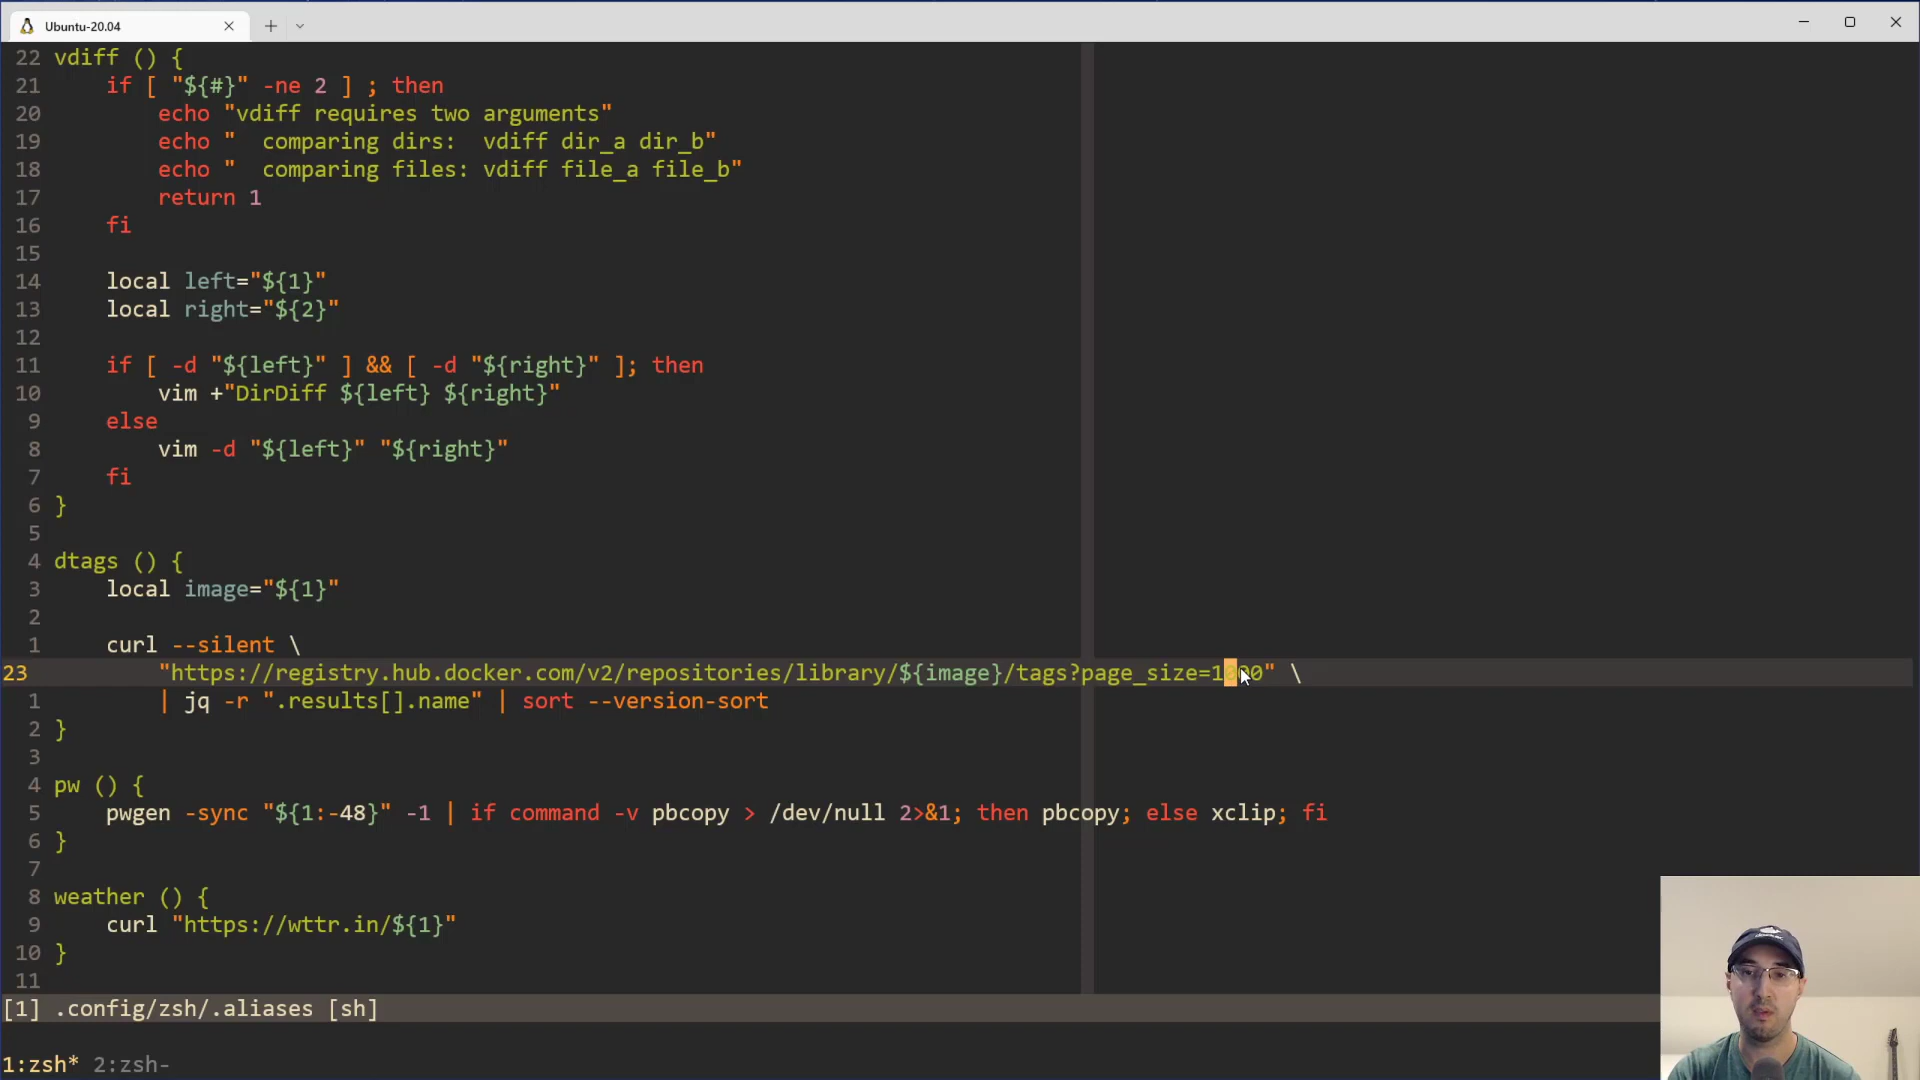 Ubuntu-20.04
22 vdiff () {
21     if [ "${#}" -ne 2 ] ; then
20         echo "vdiff requires two arguments"
19         echo "  comparing dirs:  vdiff dir_a dir_b"
18         echo "  comparing files: vdiff file_a file_b"
17         return 1
16     fi
15
14     local left="${1}"
13     local right="${2}"
12
11     if [ -d "${left}" ] && [ -d "${right}" ]; then
10         vim +"DirDiff ${left} ${right}"
9     else
8         vim -d "${left}" "${right}"
7     fi
6 }
5
4 dtags () {
3     local image="${1}"
2
1     curl --silent \
23         "https://registry.hub.docker.com/v2/repositories/library/${image}/tags?page_size=1000" \
1         | jq -r ".results[].name" | sort --version-sort
2 }
3
4 pw () {
5     pwgen -sync "${1:-48}" -1 | if command -v pbcopy > /dev/null 2>&1; then pbcopy; else xclip; fi
6 }
7
8 weather () {
9     curl "https://wttr.in/${1}"
10 }
11
[1] .config/zsh/.aliases [sh]
1:zsh* 2:zsh-